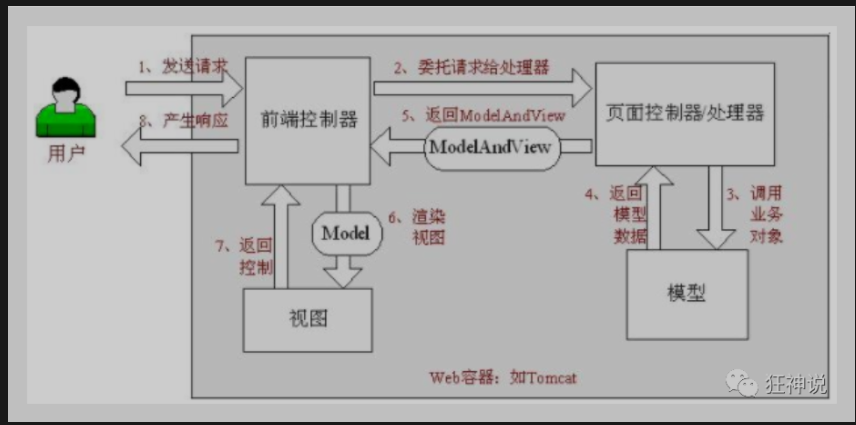 1、发送请求
2、委托请求给处理器
8、产生响应
用户
前端控制器
5、返回ModelAndView
ModelAndView
页面控制器/处理器
4、返回
模型
数据
3、调用
业务
对象
Model
6、渲染
视图
7、返回
控制
视图
模型
Web容器：如Tomcat
狂神说